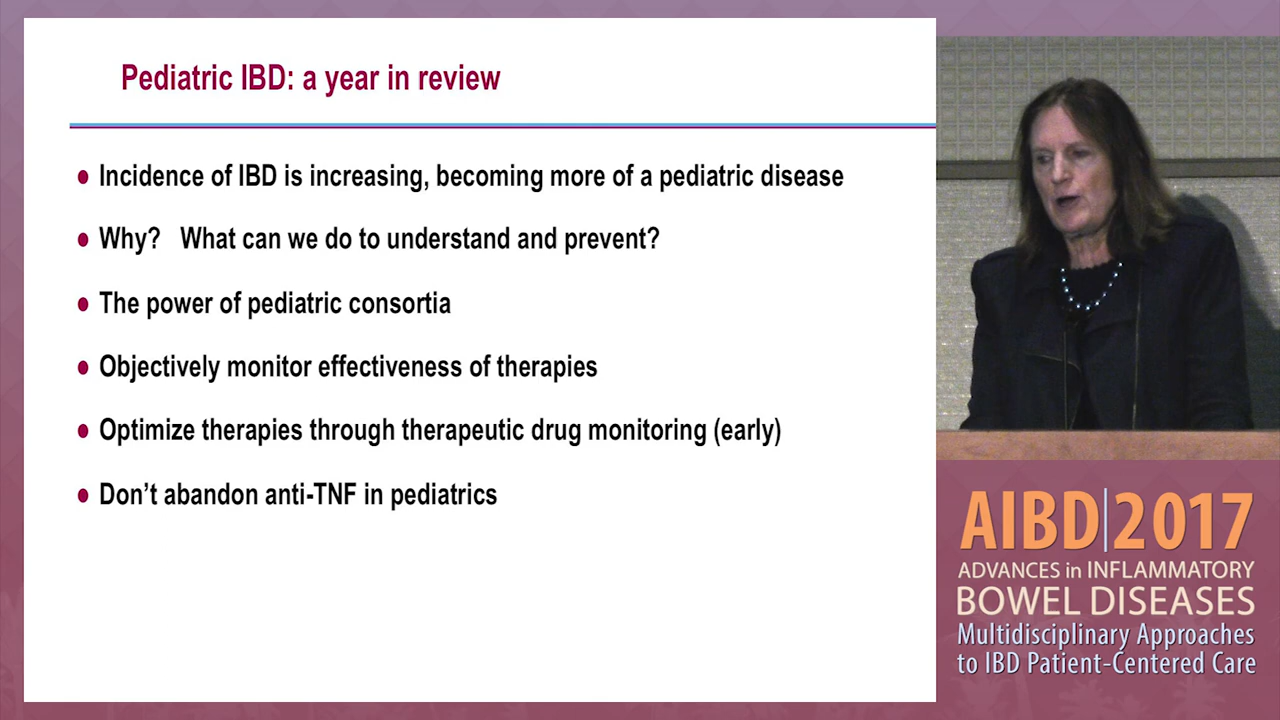 Pediatric IBD: a year in review
• Incidence of IBD is increasing, becoming more of a pediatric disease
• Why? What can we do to understand and prevent?
• The power of pediatric consortia
• Objectively monitor effectiveness of therapies
• Optimize therapies through therapeutic drug monitoring (early)
• Don't abandon anti-TNF in pediatrics
AIBD|2017
ADVANCES in INFLAMMATORY
BOWEL DISEASES
Multidisciplinary Approaches
to IBD Patient-Centered Care